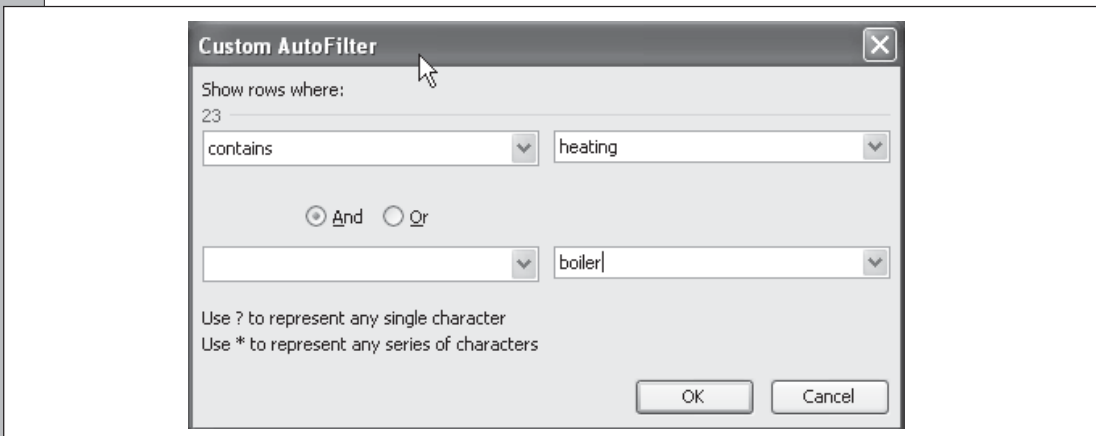 Custom AutoFilter
Show rows where:
23
contains heating
And Or
boiler
Use ? to represent any single character
Use * to represent any series of characters
OK Cancel